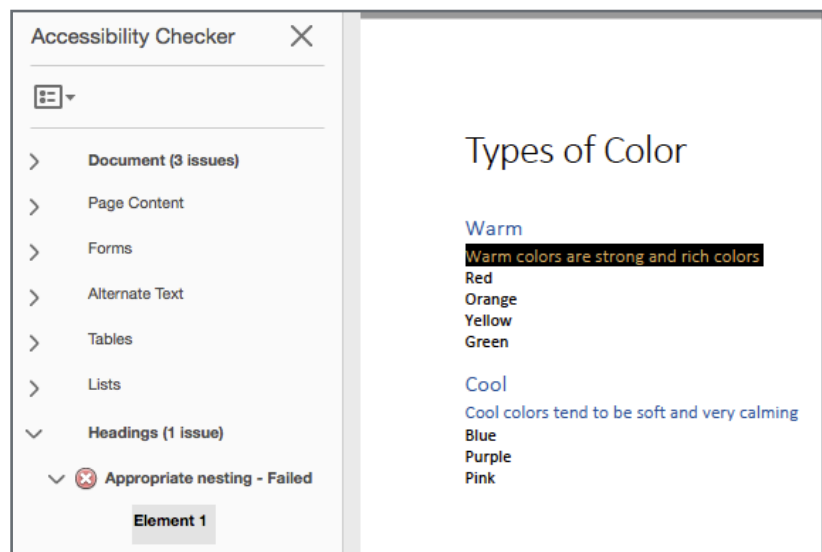 Accessibility Checker
Document (3 issues)
Page Content
Forms
Alternate Text
Tables
Lists
Headings (1 issue)
Appropriate nesting - Failed
Element 1
Types of Color
Warm
Warm colors are strong and rich colors
Red
Orange
Yellow
Green
Cool
Cool colors tend to be soft and very calming
Blue
Purple
Pink